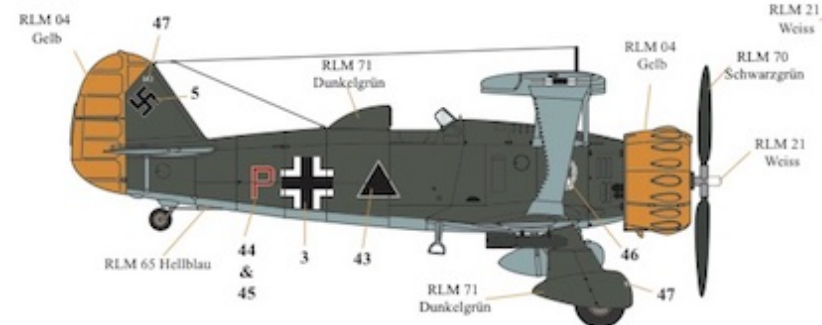 RLM 21
Weiss
RLM 04
Gelb
47
RLM 71
Dunkelgrün
RLM 04
Gelb
RLM 70
Schwarzgrün
5
RLM 21
Weiss
P
RLM 65 Hellblau
44
&
45
3
43
46
RLM 71
Dunkelgrün
47